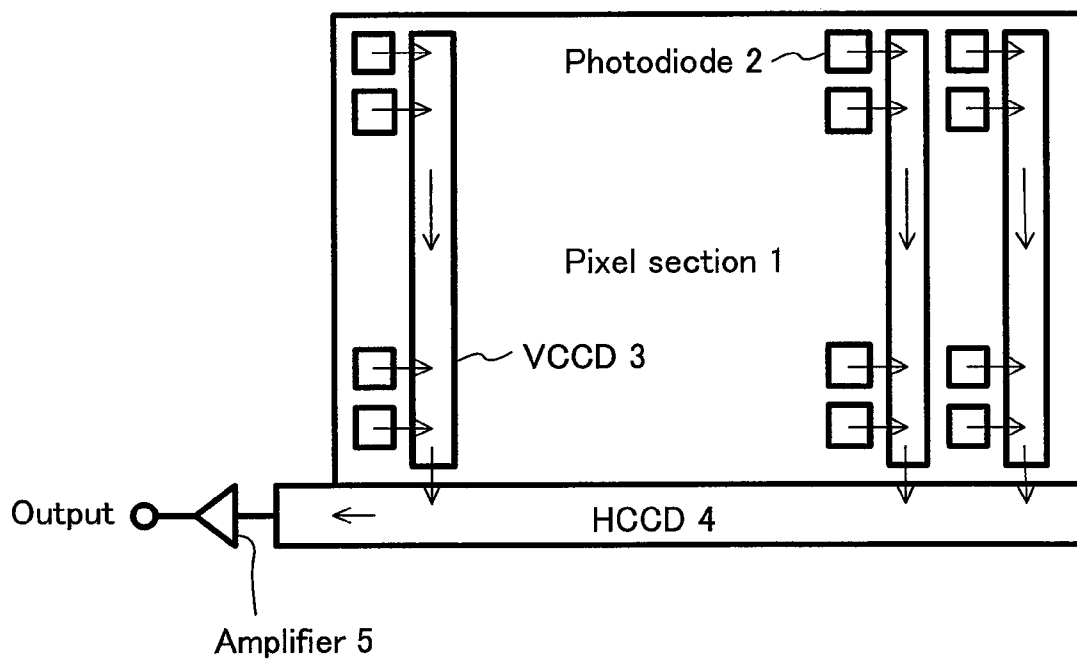 Photodiode 2
Pixel section 1
VCCD 3
Output
HCCD 4
Amplifier 5